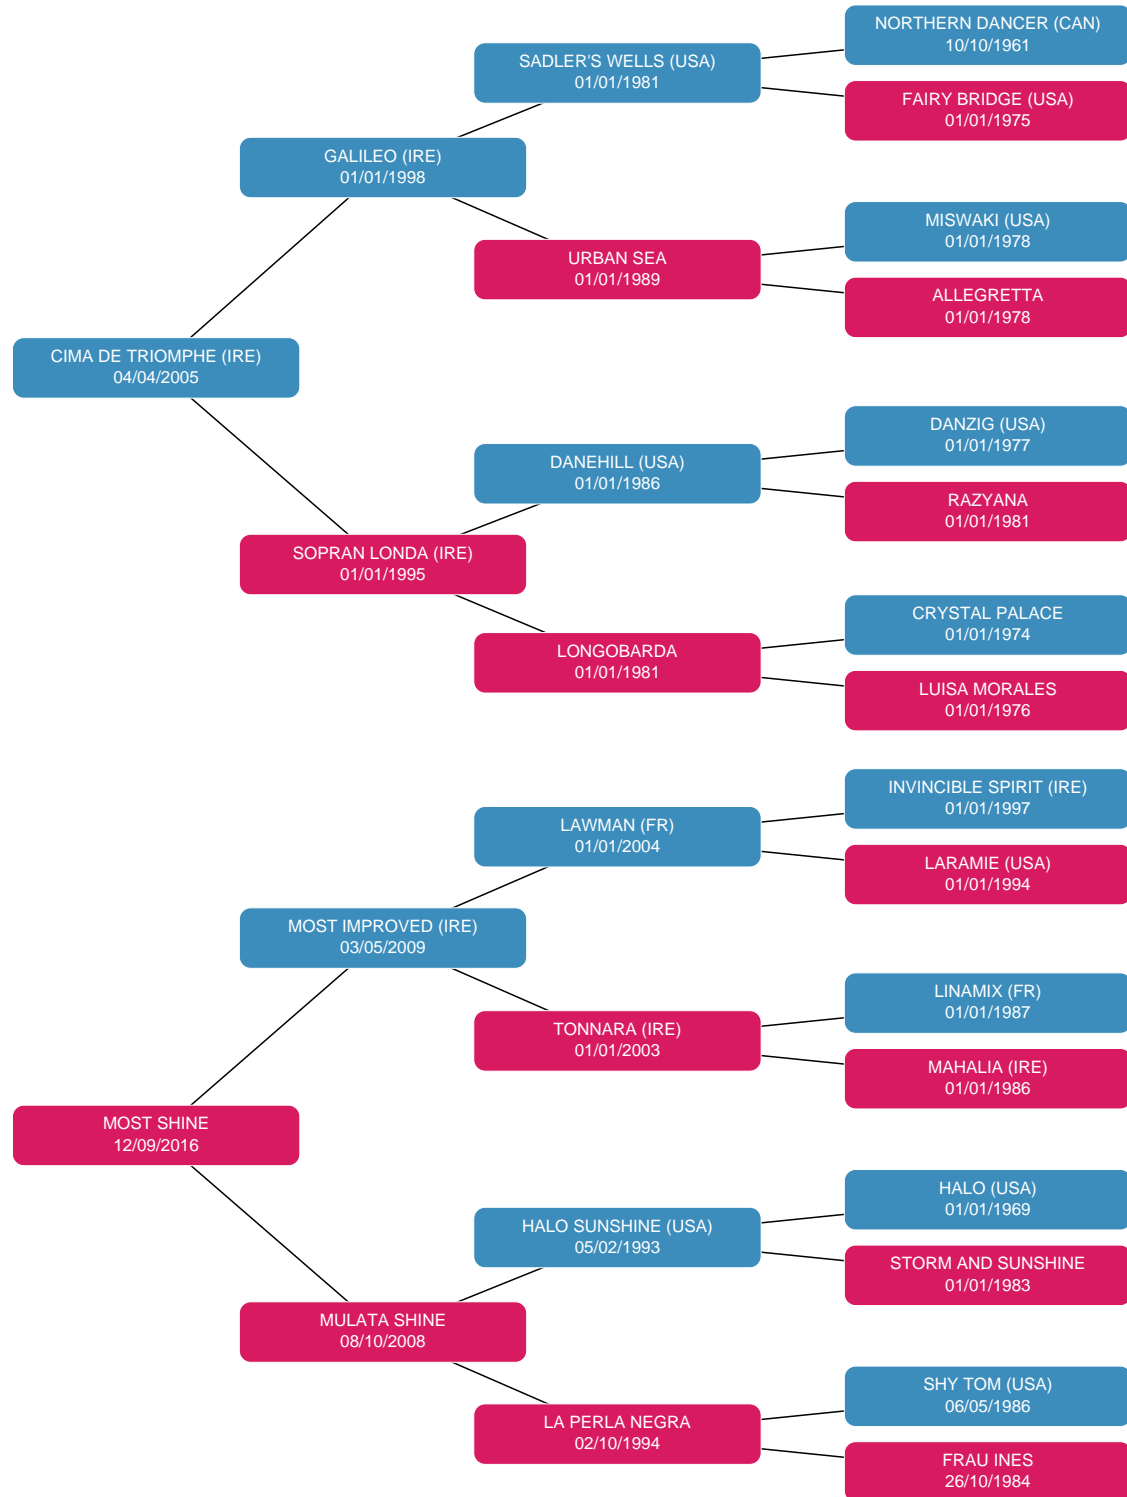 NORTHERN DANCER (CAN)
10/10/1961
SADLER'S WELLS (USA)
01/01/1981
FAIRY BRIDGE (USA)
01/01/1975
GALILEO (IRE)
01/01/1998
MISWAKI (USA)
01/01/1978
URBAN SEA
01/01/1989
ALLEGRETTA
01/01/1978
CIMA DE TRIOMPHE (IRE)
04/04/2005
DANZIG (USA)
01/01/1977
DANEHILL (USA)
01/01/1986
RAZYANA
01/01/1981
SOPRAN LONDA (IRE)
01/01/1995
CRYSTAL PALACE
01/01/1974
LONGOBARDA
01/01/1981
LUISA MORALES
01/01/1976
INVINCIBLE SPIRIT (IRE)
01/01/1997
LAWMAN (FR)
01/01/2004
LARAMIE (USA)
01/01/1994
MOST IMPROVED (IRE)
03/05/2009
LINAMIX (FR)
01/01/1987
TONNARA (IRE)
01/01/2003
MAHALIA (IRE)
01/01/1986
MOST SHINE
12/09/2016
HALO (USA)
01/01/1969
HALO SUNSHINE (USA)
05/02/1993
STORM AND SUNSHINE
01/01/1983
MULATA SHINE
08/10/2008
SHY TOM (USA)
06/05/1986
LA PERLA NEGRA
02/10/1994
FRAU INES
26/10/1984